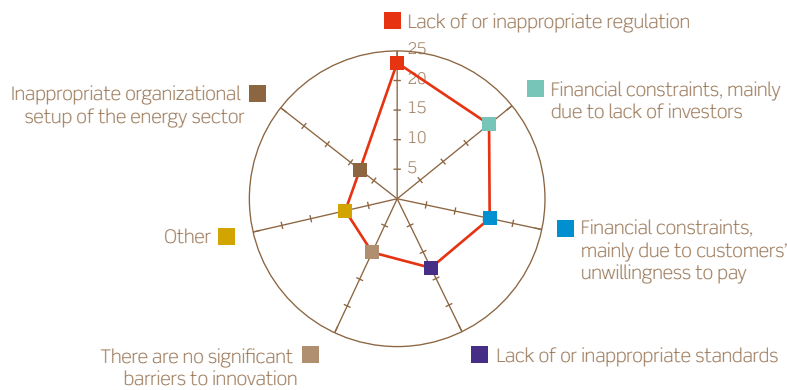 Lack of or inappropriate regulation
25
20
15
10
5
Financial constraints, mainly
due to lack of investors
Financial constraints,
mainly due to customers’
unwillingness to pay
Lack of or inappropriate standards
There are no significant
barriers to innovation
Other
Inappropriate organizational
setup of the energy sector